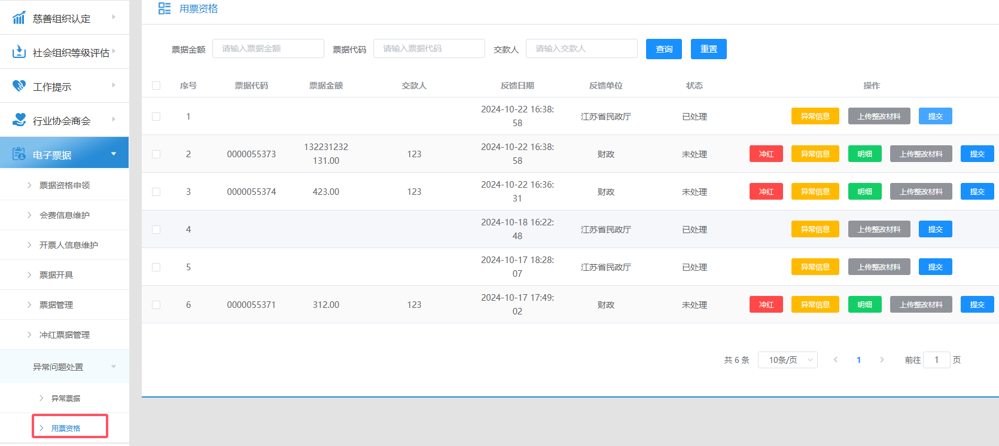 慈善组织认定
社会组织等级评估
工作提示
行业协会商会
电子票据
票据资格申领
会费信息维护
开票人信息维护
票据开具
票据管理
冲红票据管理
异常问题处置
异常票据
用票资格
用票资格
票据金额 请输入票据金额 票据代码 请输入票据代码 交款人 请输入交款人 查询 重置
序号 票据代码 票据金额 交款人 反馈日期 反馈单位 状态 操作
1 2024-10-22 16:38:58 江苏省民政厅 已处理 异常信息 上传整改材料 提交
2 0000055373 132231232131.00 123 2024-10-22 16:38:58 财政 未处理 冲红 异常信息 明细 上传整改材料 提交
3 0000055374 423.00 123 2024-10-22 16:36:31 财政 未处理 冲红 异常信息 明细 上传整改材料 提交
4 2024-10-18 16:22:48 江苏省民政厅 已处理 异常信息 上传整改材料 提交
5 2024-10-17 18:28:07 江苏省民政厅 已处理 异常信息 上传整改材料 提交
6 0000055371 312.00 123 2024-10-17 17:49:02 财政 未处理 冲红 异常信息 明细 上传整改材料 提交
共 6 条 10条/页 1 前往 1 页